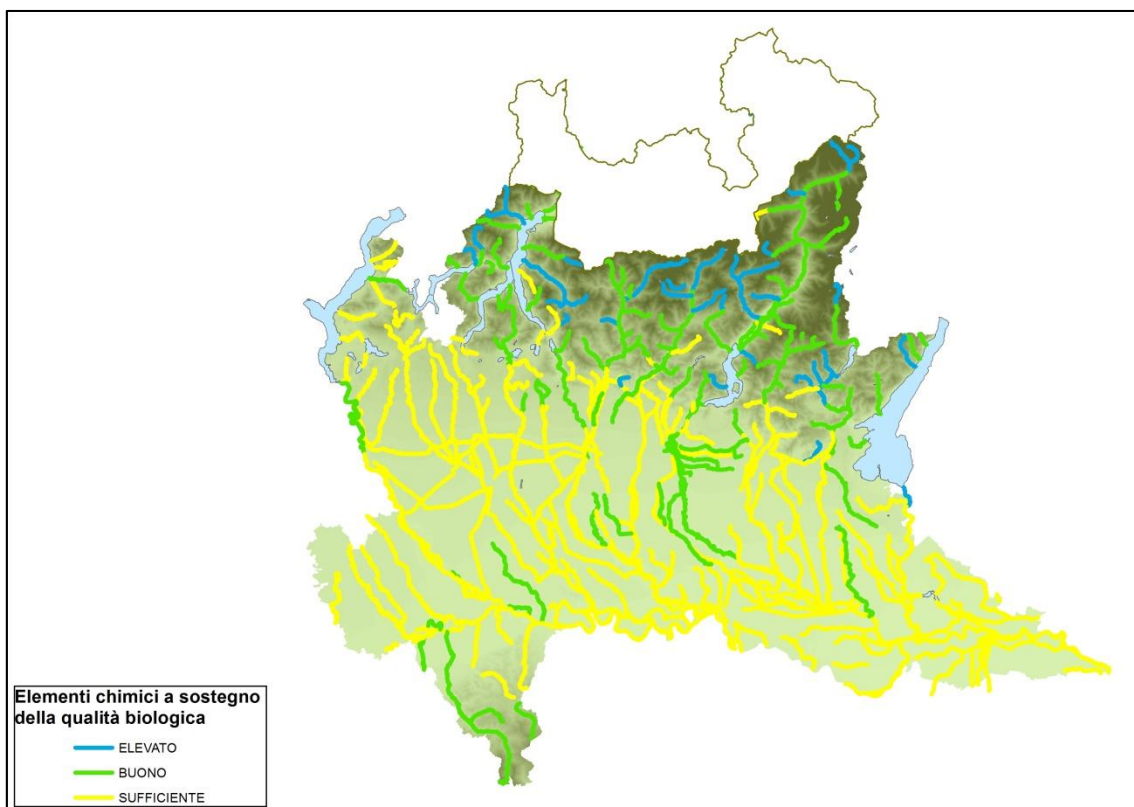 Elementi chimici a sostegno
della qualità biologica
ELEVATO
BUONO
SUFFICIENTE